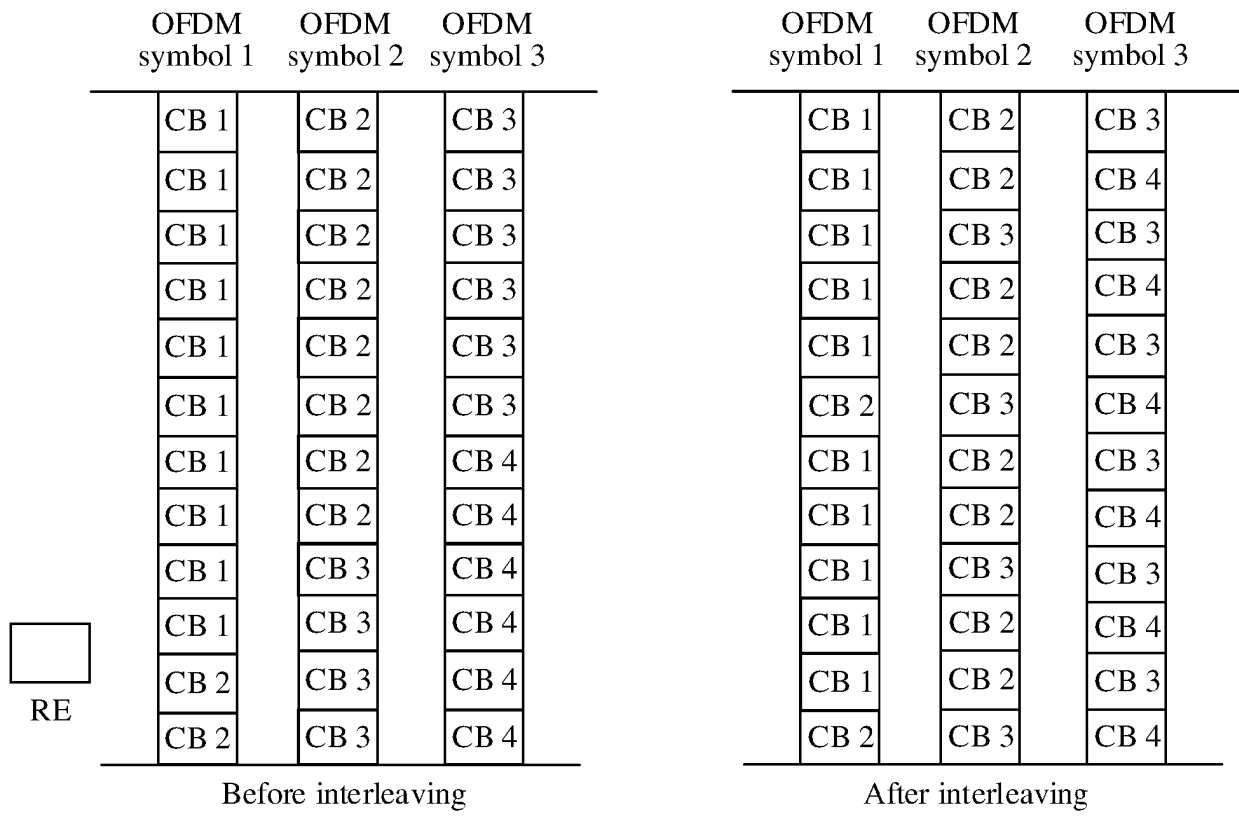 OFDM OFDM OFDM OFDM OFDM OFDM
symbol 1 symbol 2 symbol 3 symbol 1 symbol 2 symbol 3
CB 1 CB 2 CB 3 CB 1 CB 2 CB 3
CB 1 CB 2 CB 3 CB 1 CB 2 CB 4
CB 1 CB 2 CB 3 CB 1 CB 3 CB 3
CB 1 CB 2 CB 3 CB 1 CB 2 CB 4
CB 1 CB 2 CB 3 CB 1 CB 2 CB 3
CB 1 CB 2 CB 3 CB 2 CB 3 CB 4
CB 1 CB 2 CB 4 CB 1 CB 2 CB 3
CB 1 CB 2 CB 4 CB 1 CB 2 CB 4
CB 1 CB 3 CB 4 CB 1 CB 3 CB 3
CB 1 CB 3 CB 4 CB 1 CB 2 CB 4
CB 2 CB 3 CB 4 CB 1 CB 2 CB 3
RE
CB 2 CB 3 CB 4 CB 2 CB 3 CB 4
Before interleaving After interleaving